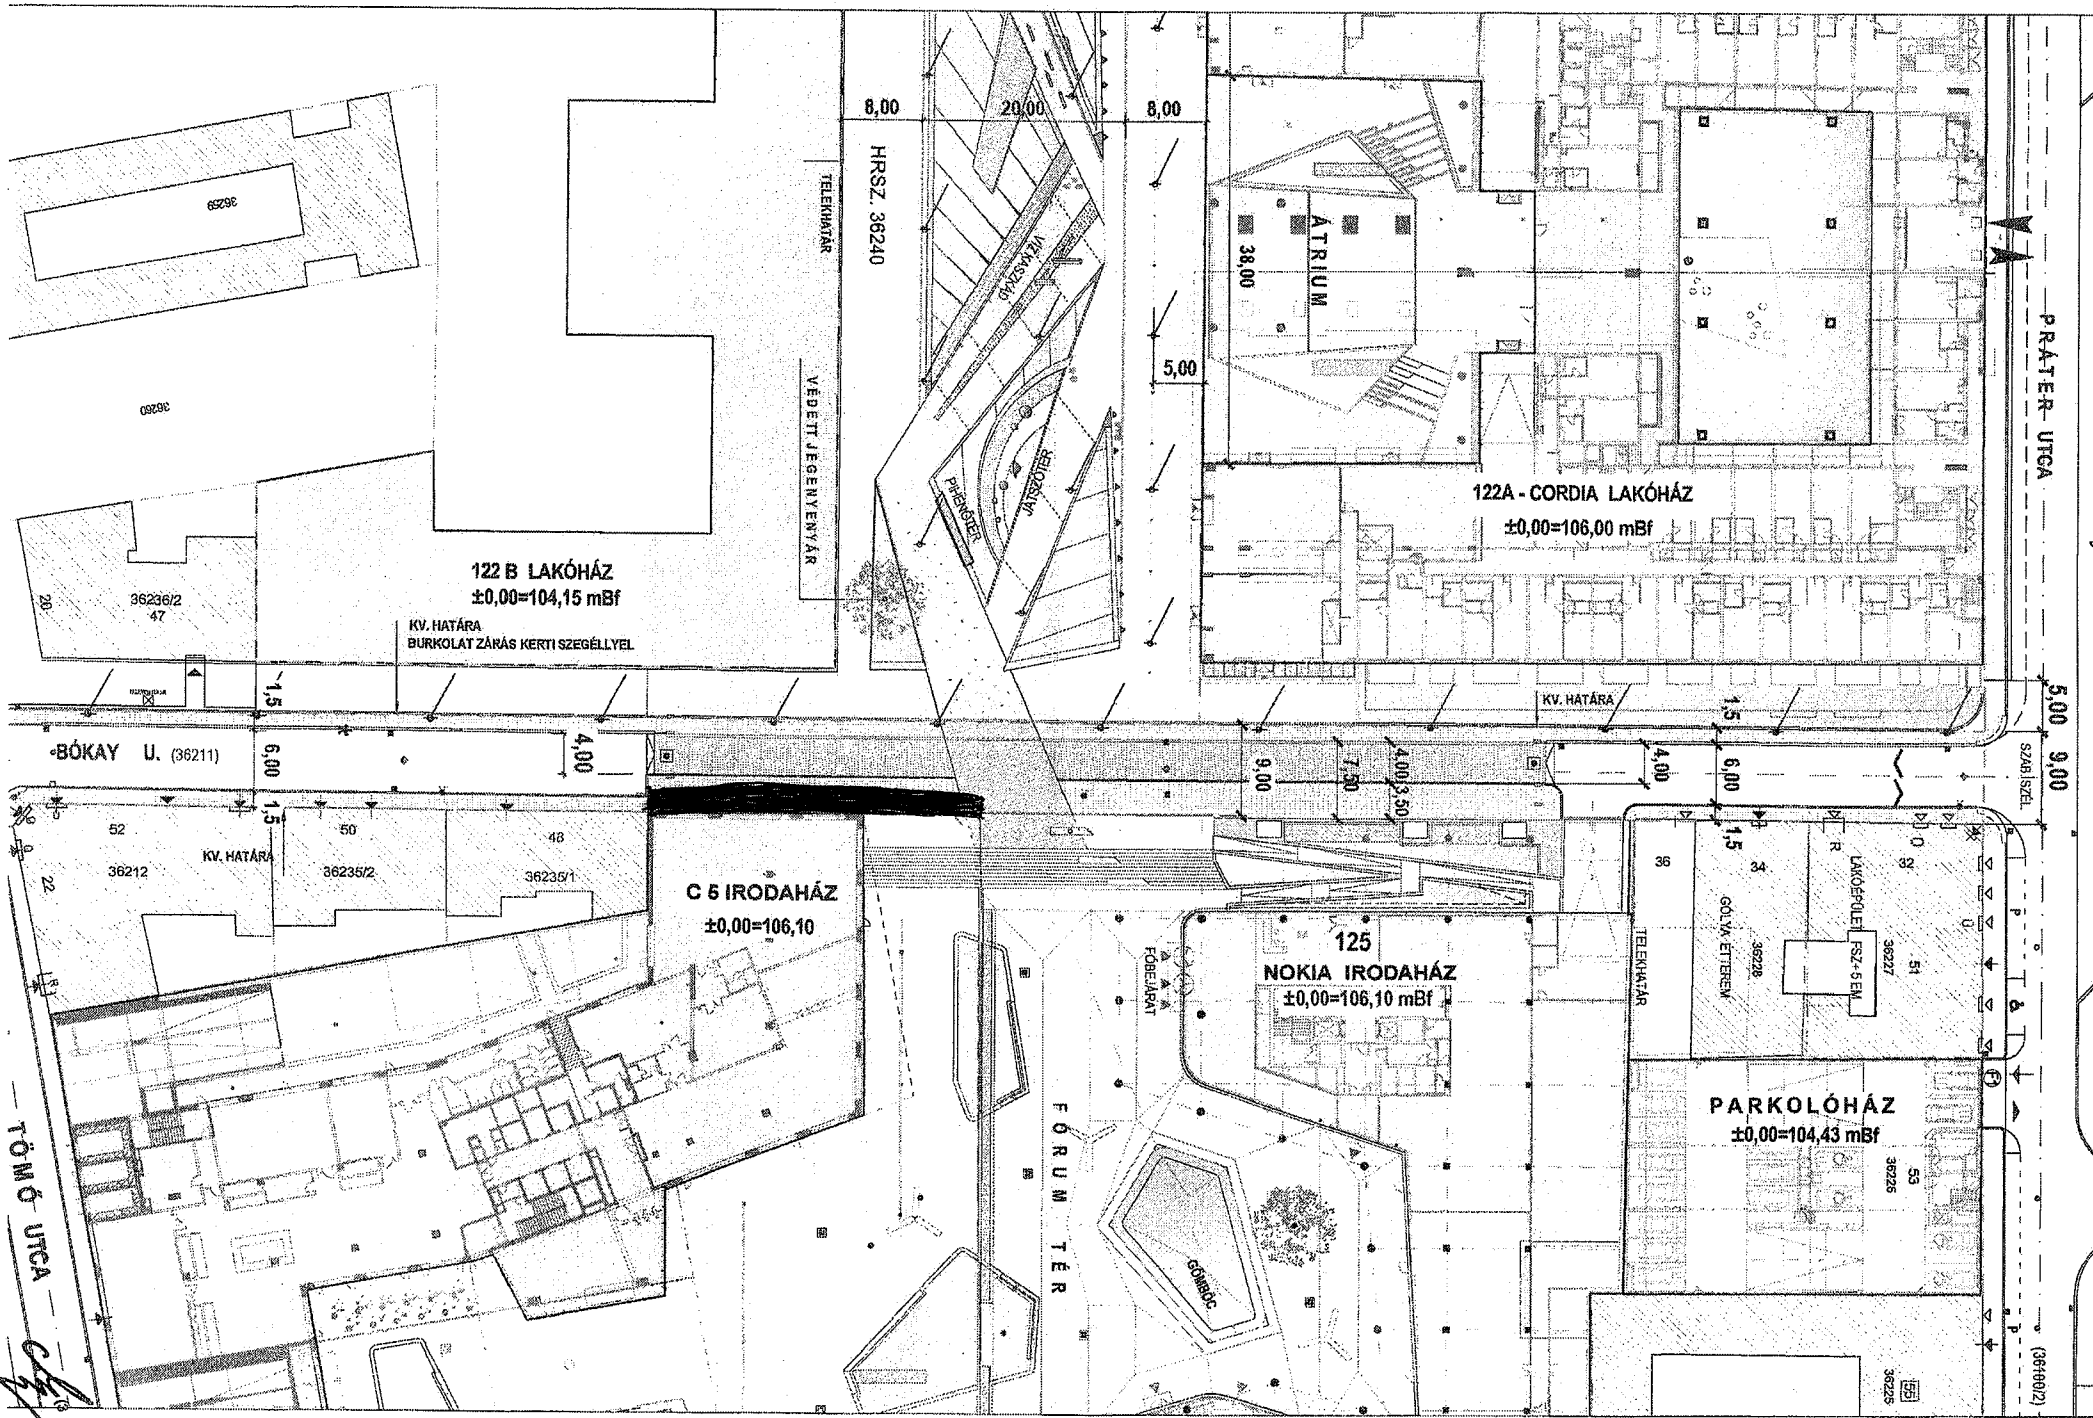 8,00
20,00
8,00
HRSZ. 36240
TELEKHATÁR
36259
36260
VÍZKASZKÁD
ÁTRIUM
38,00
5,00
PRÁTER UTCA
VÉDETT JEGENYENYÁR
PIHENŐTÉR
JÁTSZÓTÉR
122A - CORDIA LAKÓHÁZ
±0,00=106,00 mBf
122 B LAKÓHÁZ
±0,00=104,15 mBf
36236/2
47
20
KV. HATÁRA
BURKOLAT ZÁRÁS KERTI SZEGÉLLYEL
KV. HATÁRA
1,5
1,5
5,00
BÓKAY U. (36211)
6,00
4,00
9,00
7,50
4,00
3,50
4,00
6,00
9,00
SZABI SZÉL
1,5
1,5
52
50
48
KV. HATÁRA
36212
36235/2
36235/1
22
C 5 IRODAHÁZ
±0,00=106,10
36
34
32
R
LAKÓÉPÜLET FSZ+5 EM
GÓLYA ÉTTEREM
36228
36227
51
TELEKHATÁR
125
NOKIA IRODAHÁZ
±0,00=106,10 mBf
FŐBEJÁRAT
PARKOLÓHÁZ
±0,00=104,43 mBf
53
36226
FÓRUM TÉR
GÖMBÖC
TÖMŐ UTCA
P
P
55
36225
(36100/2)